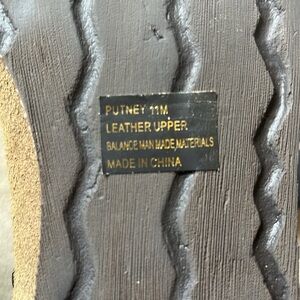 PUTNEY 11M
LEATHER UPPER
BALANCE MAN MADE MATERIALS
MADE IN CHINA